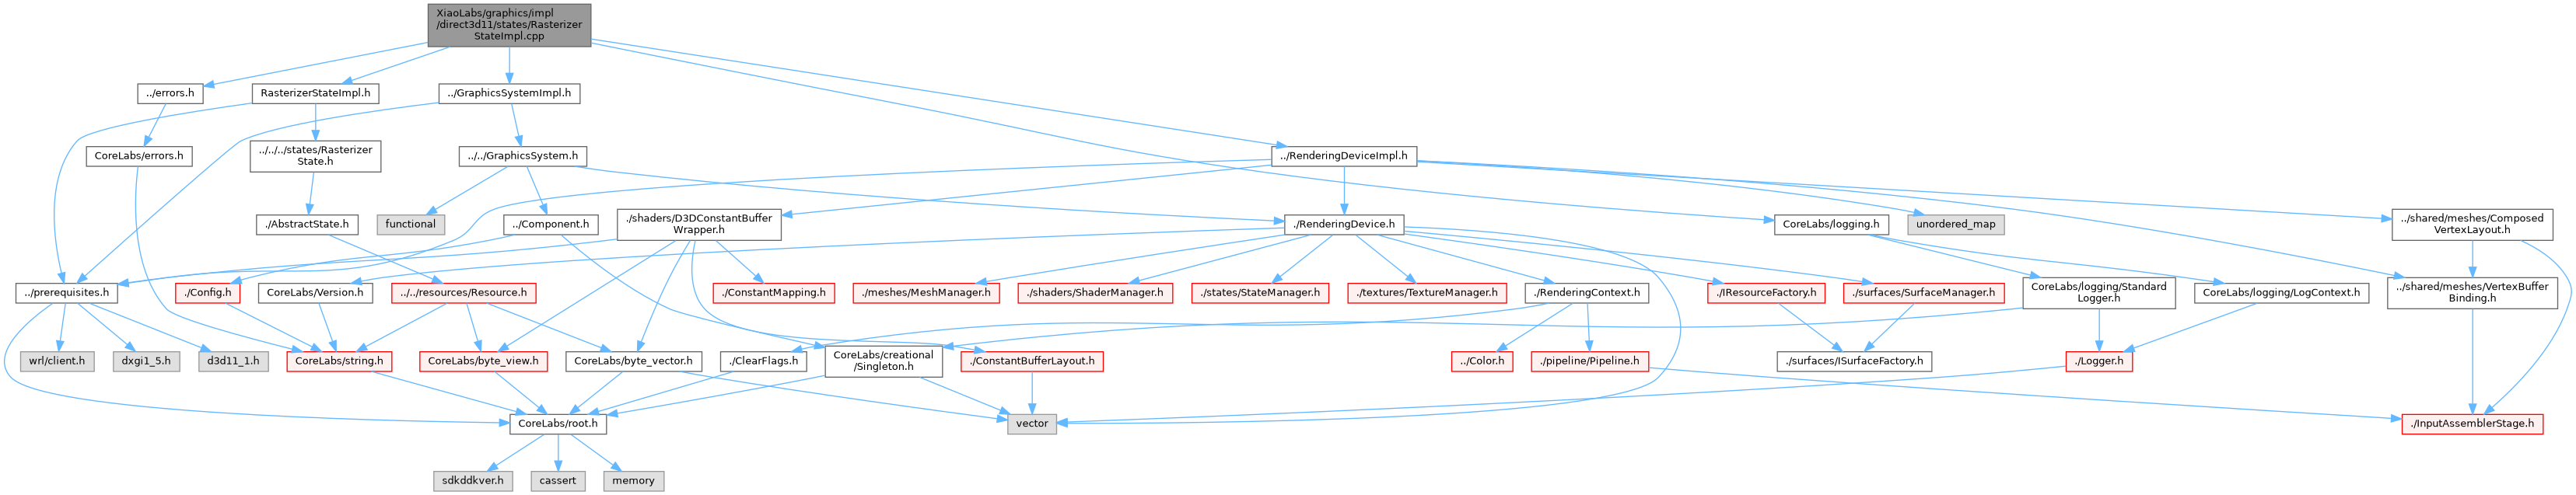 XiaoLabs/graphics/impl
/direct3d11/states/Rasterizer
StateImpl.cpp
../errors.h
RasterizerStateImpl.h
../GraphicsSystemImpl.h
CoreLabs/errors.h
../../../states/Rasterizer
State.h
../../GraphicsSystem.h
../RenderingDeviceImpl.h
./AbstractState.h
functional
../Component.h
./shaders/D3DConstantBuffer
Wrapper.h
./RenderingDevice.h
CoreLabs/logging.h
unordered_map
../shared/meshes/Composed
VertexLayout.h
../prerequisites.h
./Config.h
CoreLabs/Version.h
../../resources/Resource.h
./ConstantMapping.h
./meshes/MeshManager.h
./shaders/ShaderManager.h
./states/StateManager.h
./textures/TextureManager.h
./RenderingContext.h
./IResourceFactory.h
./surfaces/SurfaceManager.h
CoreLabs/logging/Standard
Logger.h
CoreLabs/logging/LogContext.h
../shared/meshes/VertexBuffer
Binding.h
wrl/client.h
dxgi1_5.h
d3d11_1.h
CoreLabs/string.h
CoreLabs/byte_view.h
CoreLabs/byte_vector.h
./ClearFlags.h
CoreLabs/creational
/Singleton.h
./ConstantBufferLayout.h
../Color.h
./pipeline/Pipeline.h
./surfaces/ISurfaceFactory.h
./Logger.h
CoreLabs/root.h
vector
./InputAssemblerStage.h
sdkddkver.h
cassert
memory